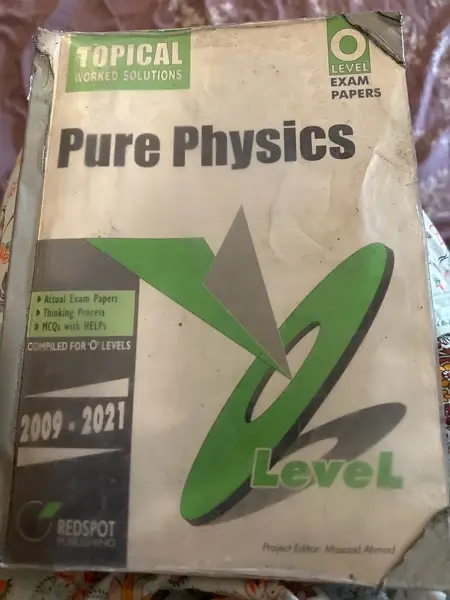 TOPICAL
WORKED SOLUTIONS
O
LEVEL
EXAM
PAPERS
Pure Physics
Actual Exam Papers
Thinking Process
MCQs with HELPs
COMPILED FOR 'O' LEVELS
2009 - 2021
LeveL
REDSPOT
PUBLISHING
Project Editor: Masood Ahmad